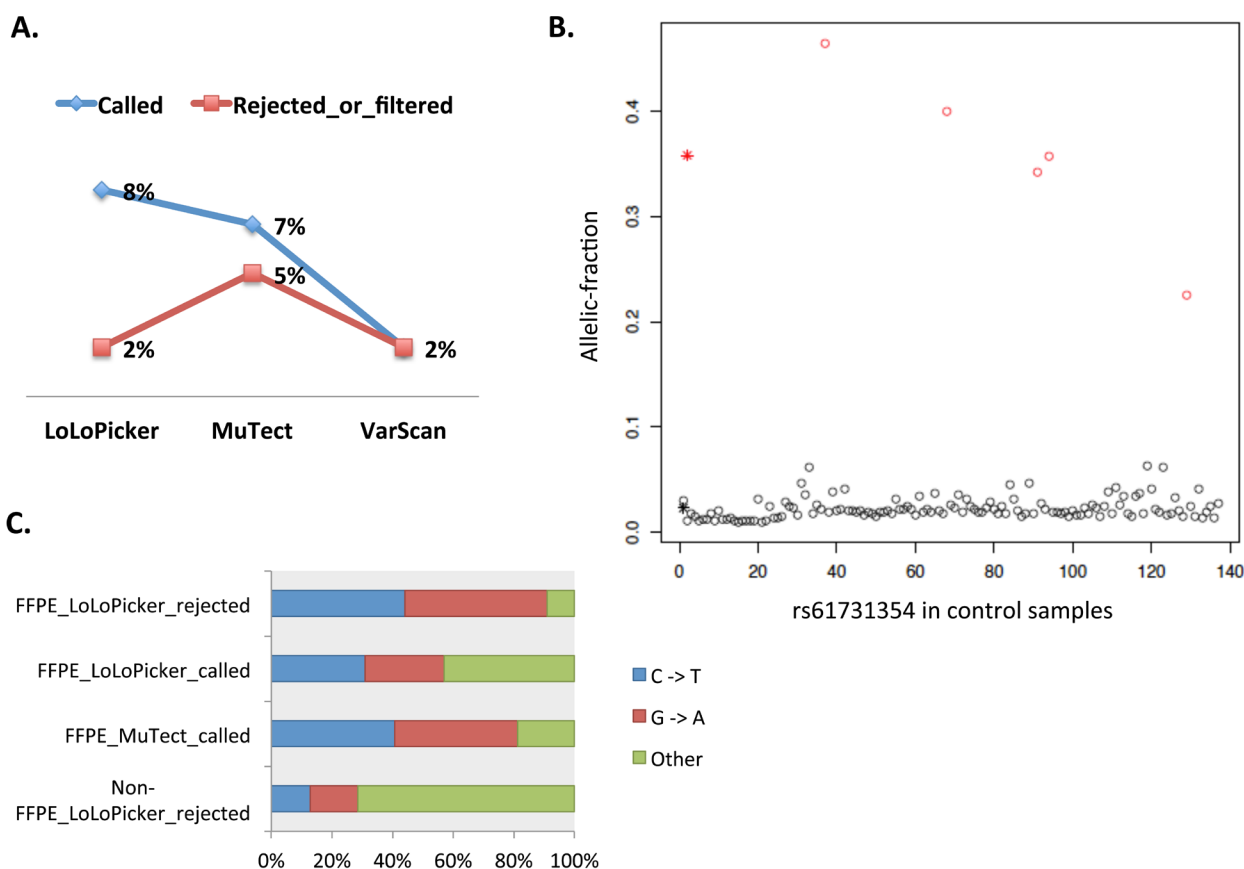 A.
Called
Rejected_or_filtered
8%
7%
5%
2%
2%
LoLoPicker
MuTect
VarScan
B.
Allelic-fraction
0.4
0.3
0.2
0.1
0.0
0
20
40
60
80
100
120
140
rs61731354 in control samples
C.
FFPE_LoLoPicker_rejected
FFPE_LoLoPicker_called
FFPE_MuTect_called
Non-
FFPE_LoLoPicker_rejected
0%
20%
40%
60%
80%
100%
C -> T
G -> A
Other